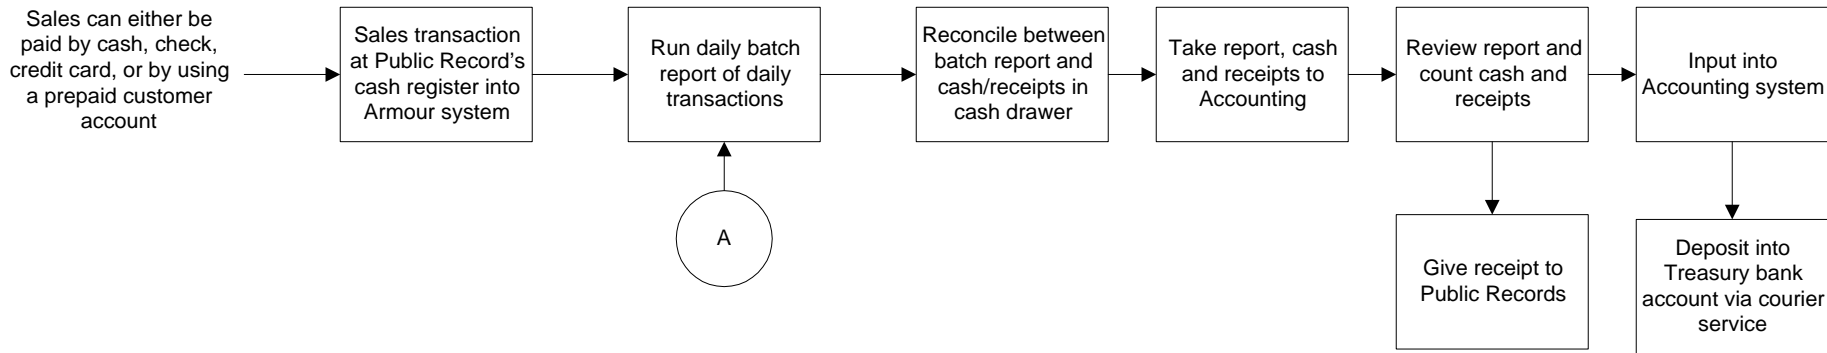 Sales can either be
paid by cash, check,
credit card, or by using
a prepaid customer
account
Sales transaction
at Public Record's
cash register into
Armour system
Run daily batch
report of daily
transactions
Reconcile between
batch report and
cash/receipts in
cash drawer
Take report, cash
and receipts to
Accounting
Review report and
count cash and
receipts
Input into
Accounting system
A
Give receipt to
Public Records
Deposit into
Treasury bank
account via courier
service